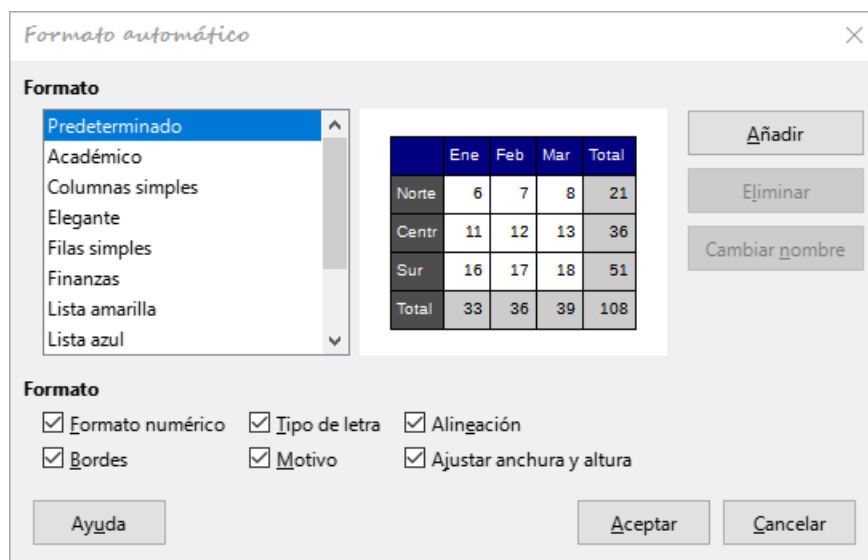 Formato automático
Formato
Predeterminado
Académico
Columnas simples
Elegante
Filas simples
Finanzas
Lista amarilla
Lista azul
Ene Feb Mar Total
Norte 6 7 8 21
Centr 11 12 13 36
Sur 16 17 18 51
Total 33 36 39 108
Añadir
Eliminar
Cambiar nombre
Formato
Formato numérico Tipo de letra Alineación
Bordes Motivo Ajustar anchura y altura
Ayuda Aceptar Cancelar